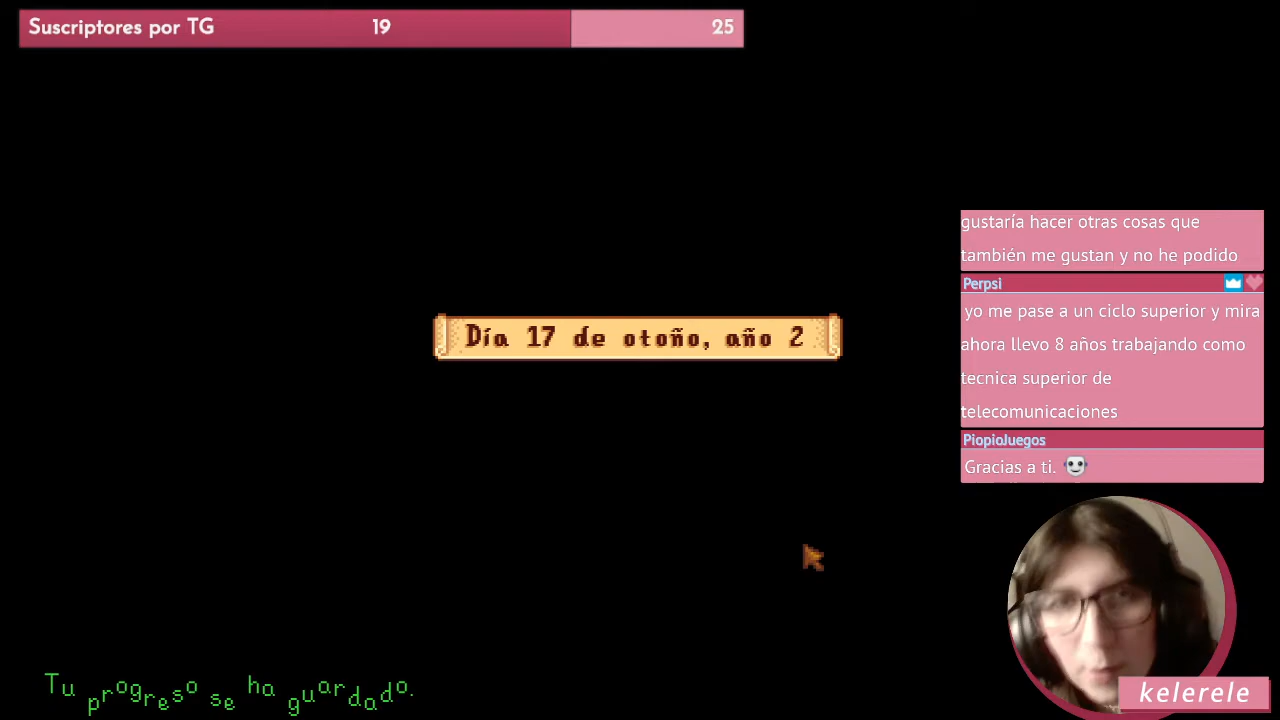 Suscriptores por TG 19 25
gustaría hacer otras cosas que
también me gustan y no he podido
Perpsi
yo me pase a un ciclo superior y mira
ahora llevo 8 años trabajando como
tecnica superior de
telecomunicaciones
PiopioJuegos
Gracias a ti.
Día 17 de otoño, año 2
Tu progreso se ha guardado.
kelerele